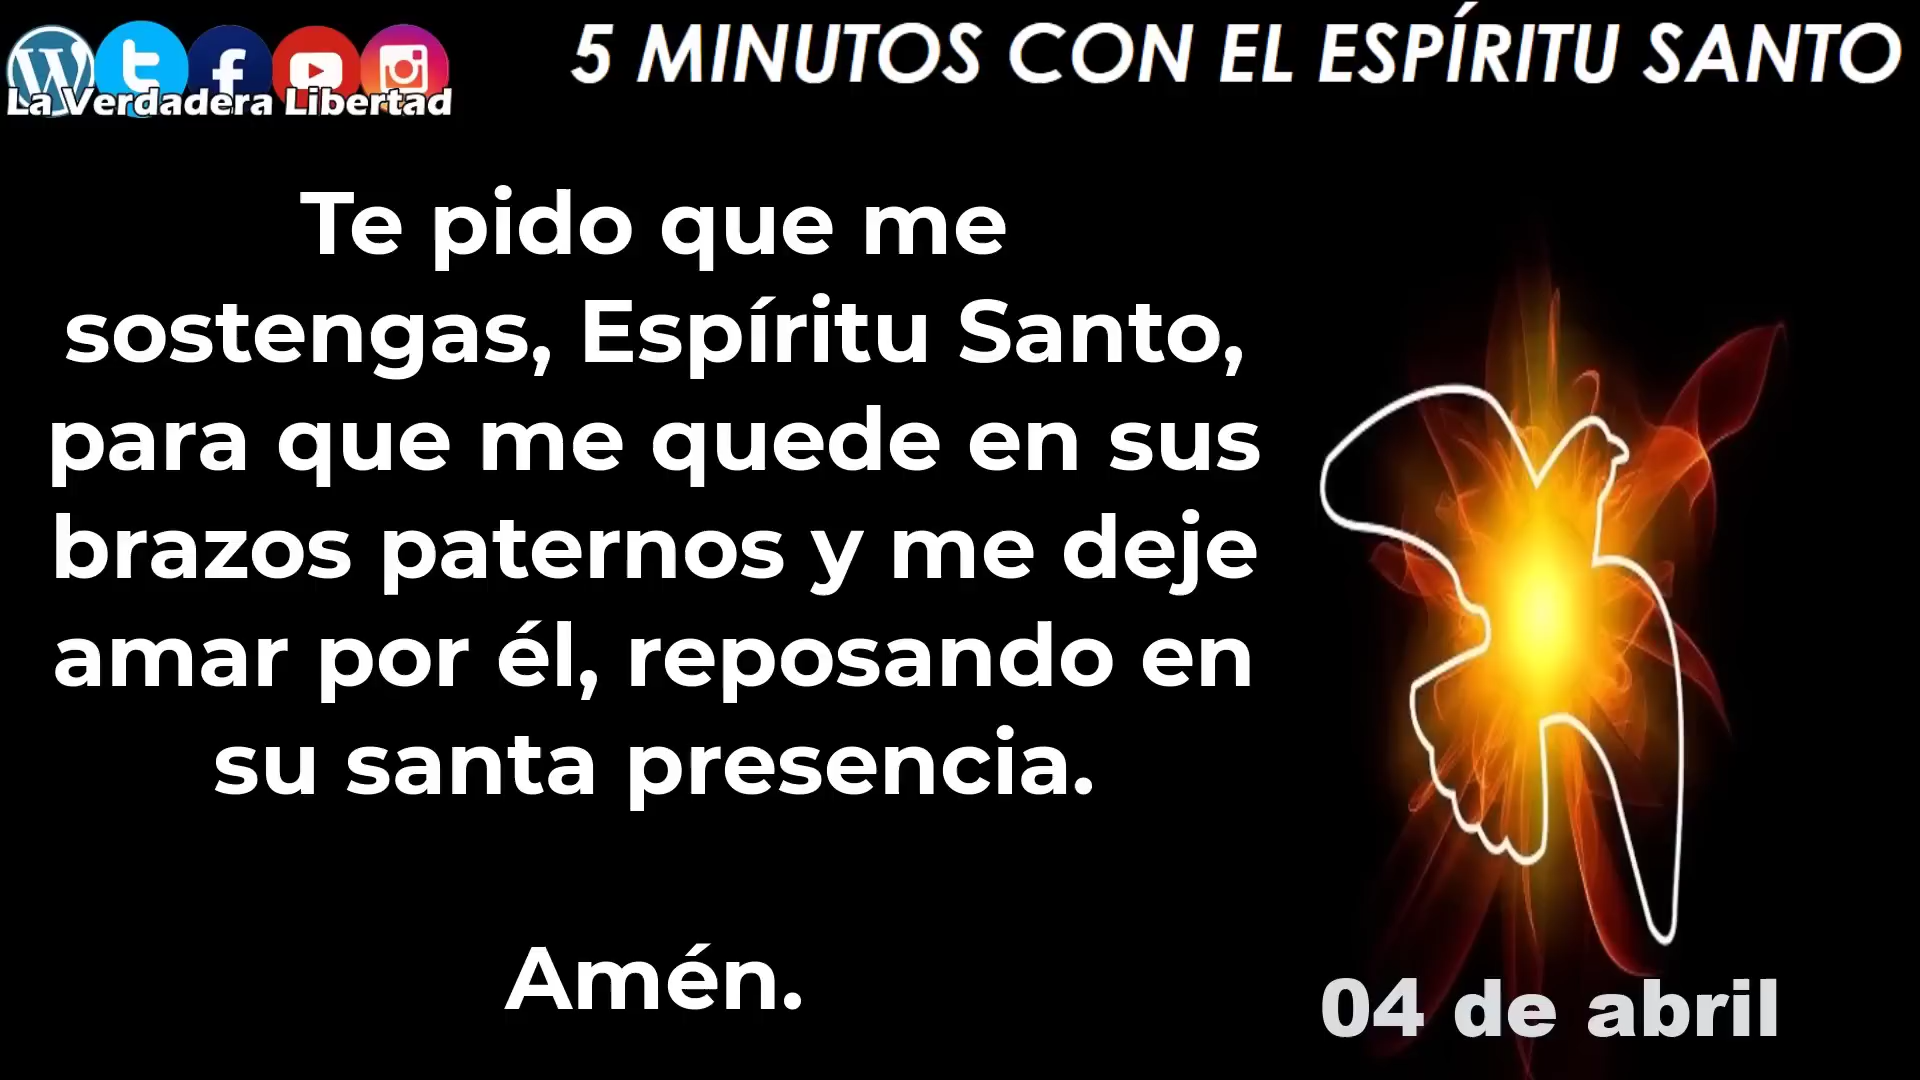 5 MINUTOS CON EL ESPÍRITU SANTO
La Verdadera Libertad
Te pido que me
sostengas, Espíritu Santo,
para que me quede en sus
brazos paternos y me deje
amar por él, reposando en
su santa presencia.
Amén.
04 de abril